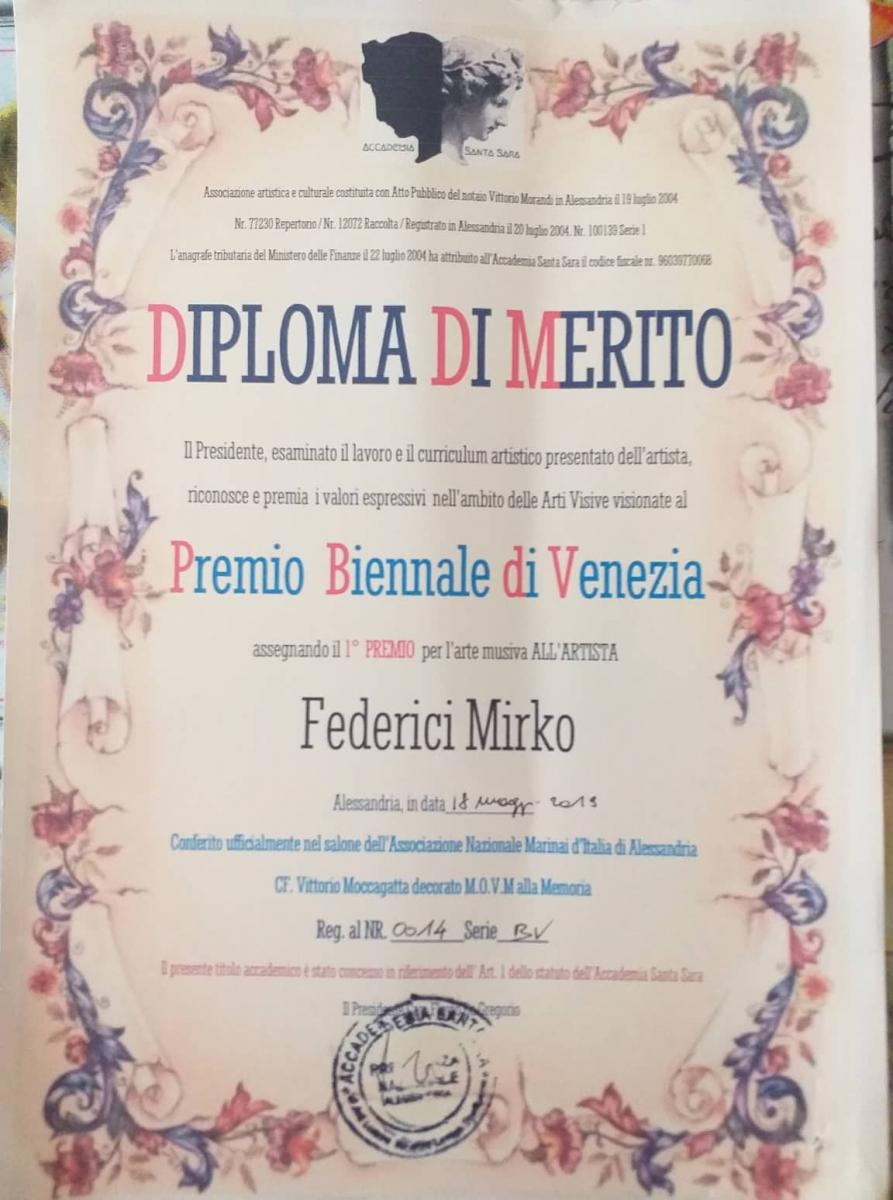 ACCADEMIA SANTA SARA
Associazione artistica e culturale costituita con Atto Pubblico del notaio Vittorio Morandi in Alessandria il 19 luglio 2004
Nr. 77230 Repertorio / Nr. 12072 Raccolta / Registrato in Alessandria il 20 luglio 2004. Nr. 100139 Serie 1
L'anagrafe tributaria del Ministero delle Finanze il 22 luglio 2004 ha attribuito all'Accademia Santa Sara il codice fiscale nr. 96039770068
DIPLOMA DI MERITO
Il Presidente, esaminato il lavoro e il curriculum artistico presentato dell'artista,
riconosce e premia i valori espressivi nell'ambito delle Arti Visive visionate al
Premio Biennale di Venezia
assegnando il 1° PREMIO per l'arte musiva ALL'ARTISTA
Federici Mirko
Alessandria, in data 18 magg. 2019
Conferito ufficialmente nel salone dell'Associazione Nazionale Marinai d'Italia di Alessandria
CF. Vittorio Moccagatta decorato M.O.V.M alla Memoria
Reg. al NR. 0014 Serie BV
Il presente titolo accademico è stato concesso in riferimento dell' Art. 1 dello statuto dell'Accademia Santa Sara
Il Gregorio
ACCADEMIA SANT